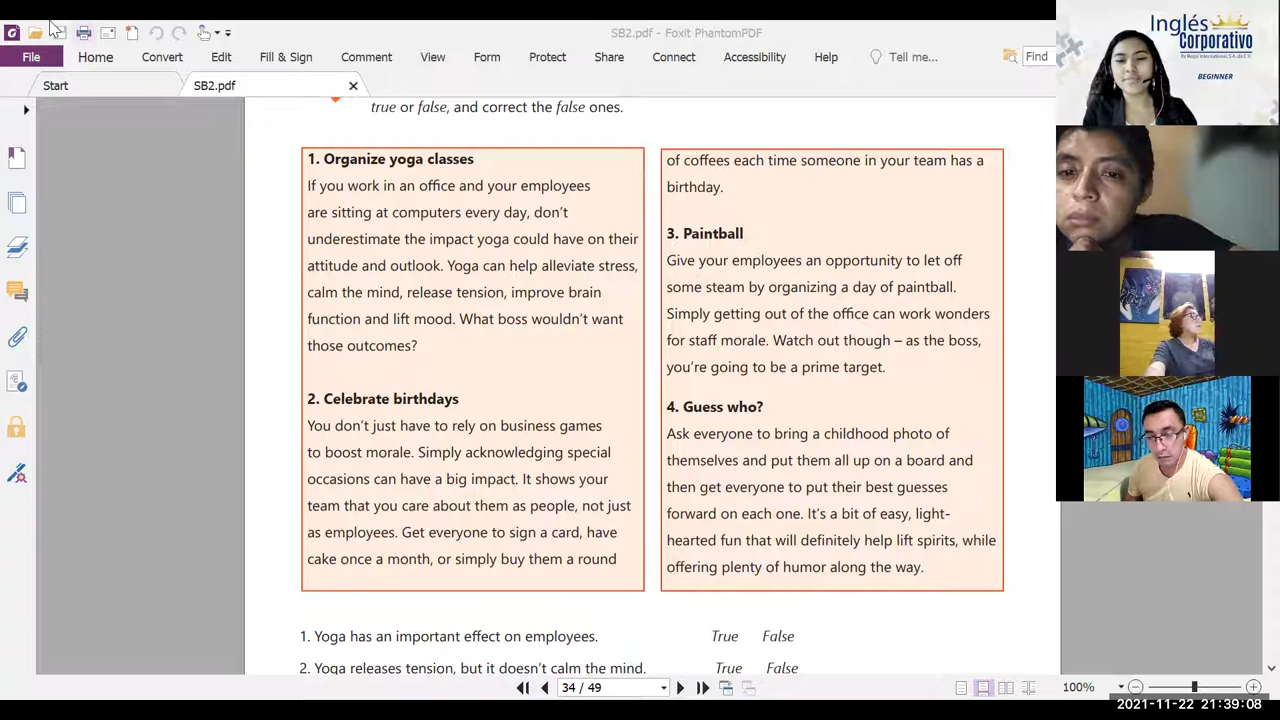 SB2.pdf - Foxit PhantomPDF
File
Home
Convert
Edit
Fill & Sign
Comment
View
Form
Protect
Share
Connect
Accessibility
Help
Tell me...
Find
Start
SB2.pdf
true or false, and correct the false ones.
1. Organize yoga classes
If you work in an office and your employees
are sitting at computers every day, don't
underestimate the impact yoga could have on their
attitude and outlook. Yoga can help alleviate stress,
calm the mind, release tension, improve brain
function and lift mood. What boss wouldn't want
those outcomes?
2. Celebrate birthdays
You don't just have to rely on business games
to boost morale. Simply acknowledging special
occasions can have a big impact. It shows your
team that you care about them as people, not just
as employees. Get everyone to sign a card, have
cake once a month, or simply buy them a round
of coffees each time someone in your team has a
birthday.
3. Paintball
Give your employees an opportunity to let off
some steam by organizing a day of paintball.
Simply getting out of the office can work wonders
for staff morale. Watch out though – as the boss,
you're going to be a prime target.
4. Guess who?
Ask everyone to bring a childhood photo of
themselves and put them all up on a board and
then get everyone to put their best guesses
forward on each one. It's a bit of easy, light-
hearted fun that will definitely help lift spirits, while
offering plenty of humor along the way.
1. Yoga has an important effect on employees. True False
2. Yoga releases tension, but it doesn't calm the mind. True False
34 / 49
100%
Inglés
Corporativo
By Regal International, S.A. de C.V.
BEGINNER
2021-11-22 21:39:08